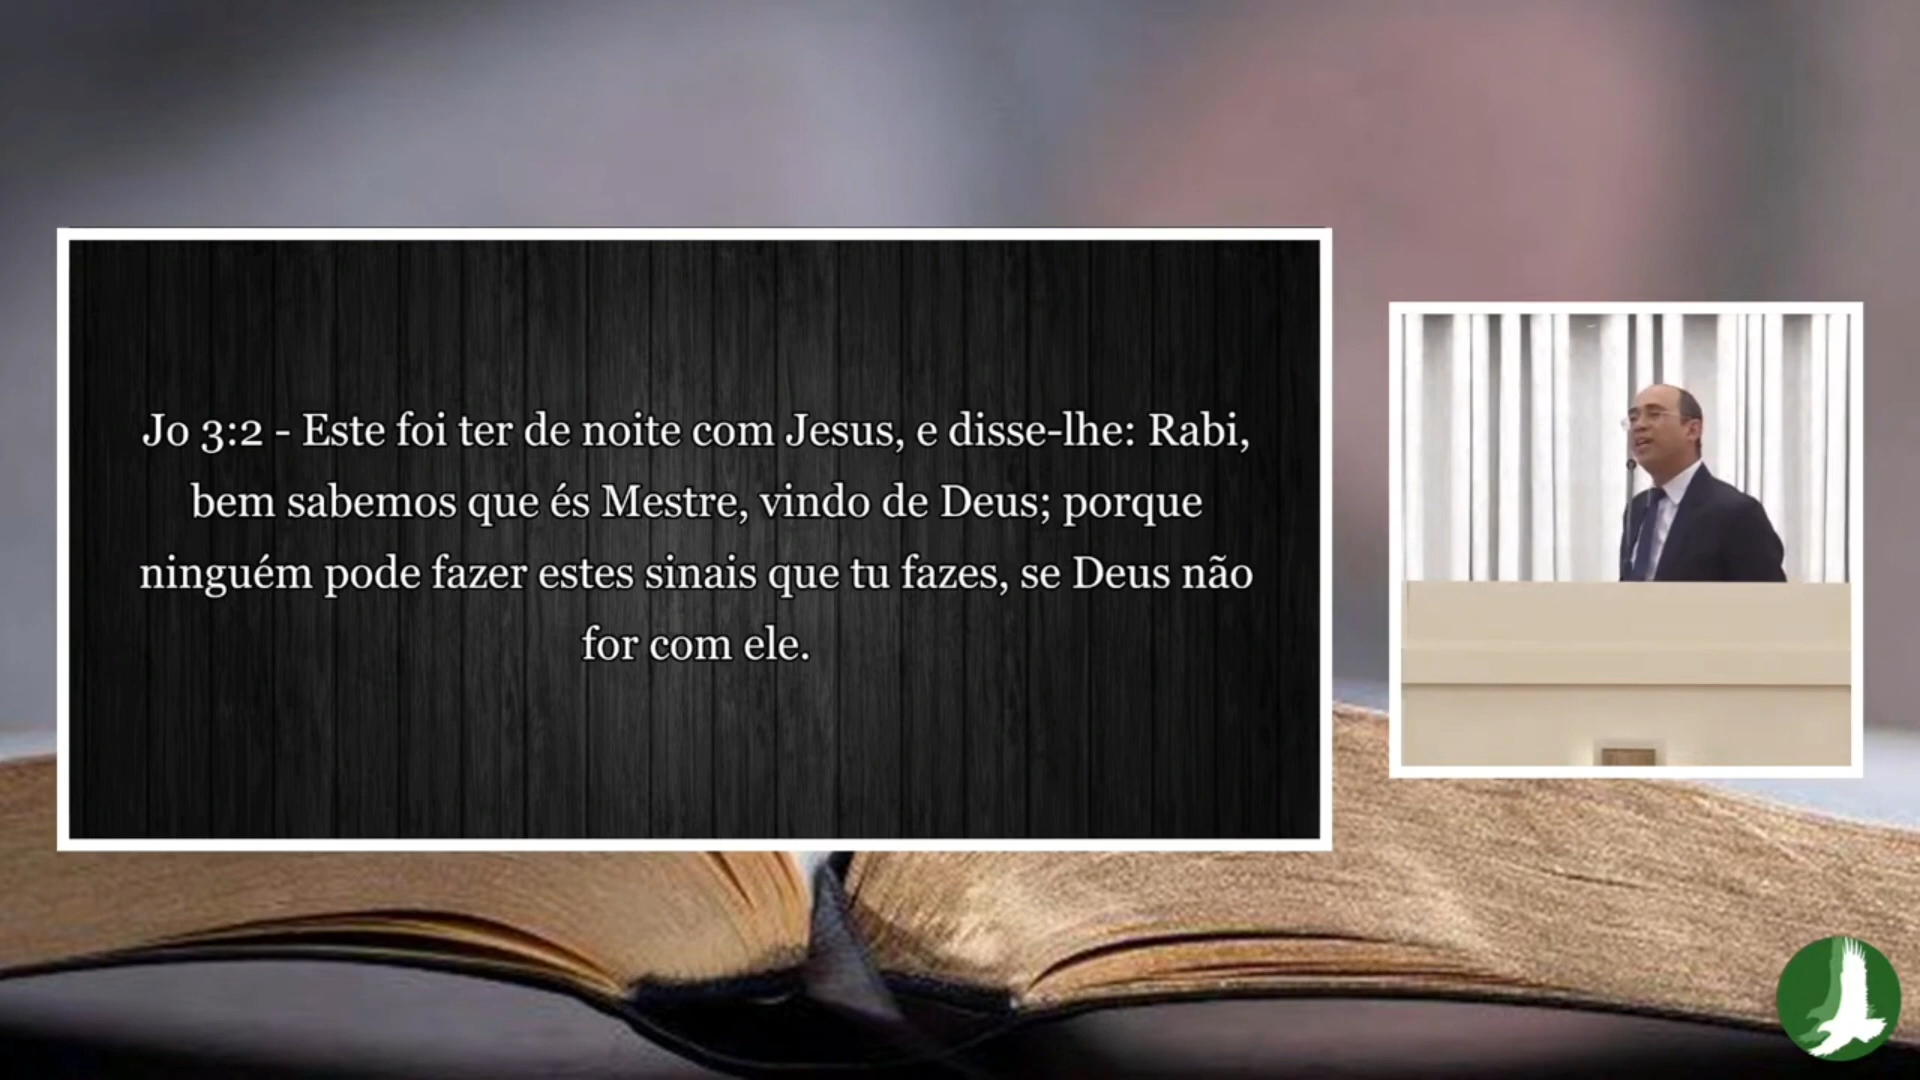 Jo 3:2 - Este foi ter de noite com Jesus, e disse-lhe: Rabi,
bem sabemos que és Mestre, vindo de Deus; porque
ninguém pode fazer estes sinais que tu fazes, se Deus não
for com ele.